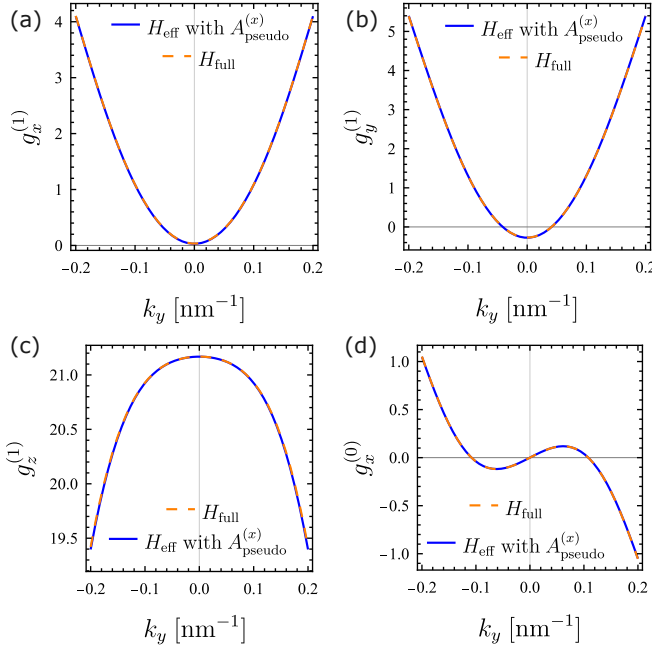 (a)
4
3
2
1
0
g_x^{(1)}
H_eff with A_pseudo^{(x)}
H_full
−0.2 −0.1 0.0 0.1 0.2
k_y [nm^{−1}]
(b)
5
4
3
2
1
0
g_y^{(1)}
H_eff with A_pseudo^{(x)}
H_full
−0.2 −0.1 0.0 0.1 0.2
k_y [nm^{−1}]
(c)
21.0
20.5
20.0
19.5
g_z^{(1)}
H_full
H_eff with A_pseudo^{(x)}
−0.2 −0.1 0.0 0.1 0.2
k_y [nm^{−1}]
(d)
1.0
0.5
0.0
−0.5
−1.0
g_x^{(0)}
H_full
H_eff with A_pseudo^{(x)}
−0.2 −0.1 0.0 0.1 0.2
k_y [nm^{−1}]